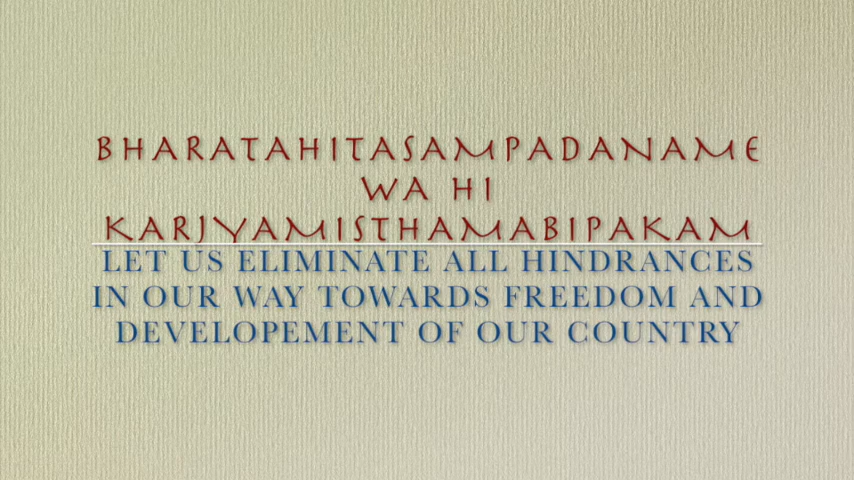 BHARATAHITASAMPADANAME
WA HI
KARJYAMISTHAMABIPAKAM
LET US ELIMINATE ALL HINDRANCES
IN OUR WAY TOWARDS FREEDOM AND
DEVELOPEMENT OF OUR COUNTRY